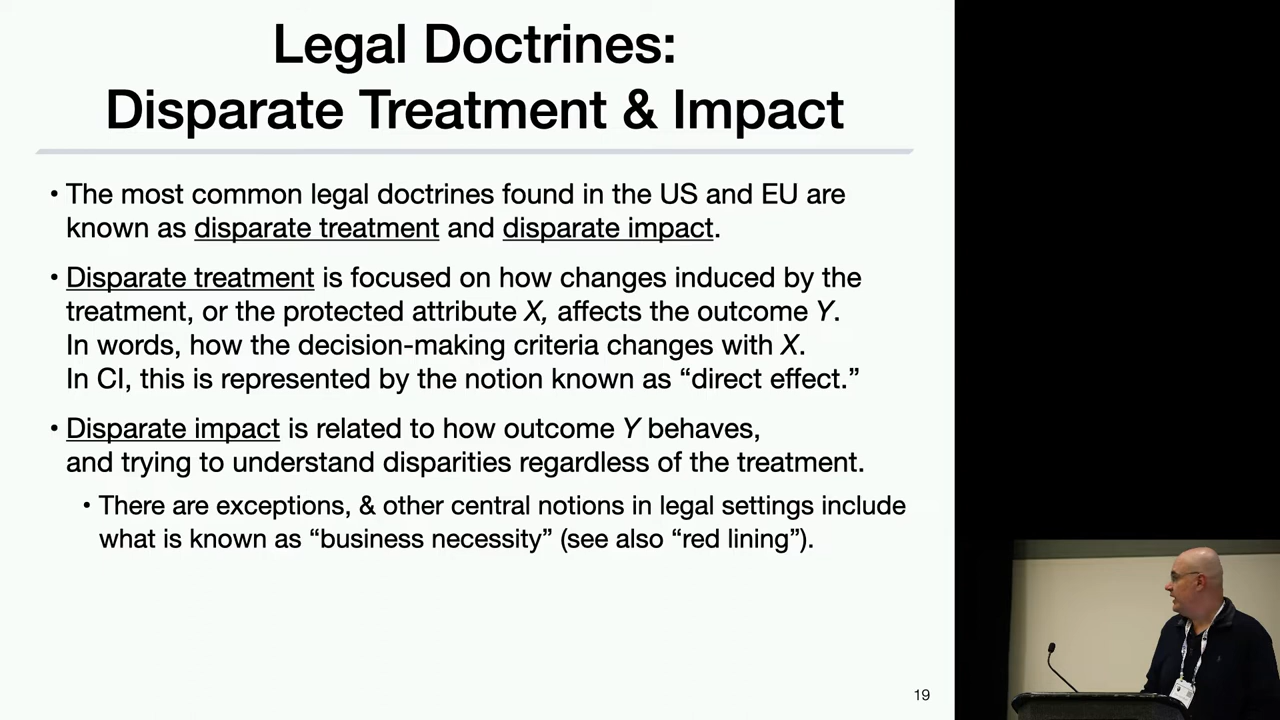 Legal Doctrines:
Disparate Treatment & Impact
• The most common legal doctrines found in the US and EU are
known as disparate treatment and disparate impact.
• Disparate treatment is focused on how changes induced by the
treatment, or the protected attribute X, affects the outcome Y.
In words, how the decision-making criteria changes with X.
In CI, this is represented by the notion known as “direct effect.”
• Disparate impact is related to how outcome Y behaves,
and trying to understand disparities regardless of the treatment.
• There are exceptions, & other central notions in legal settings include
what is known as “business necessity” (see also “red lining”).
19